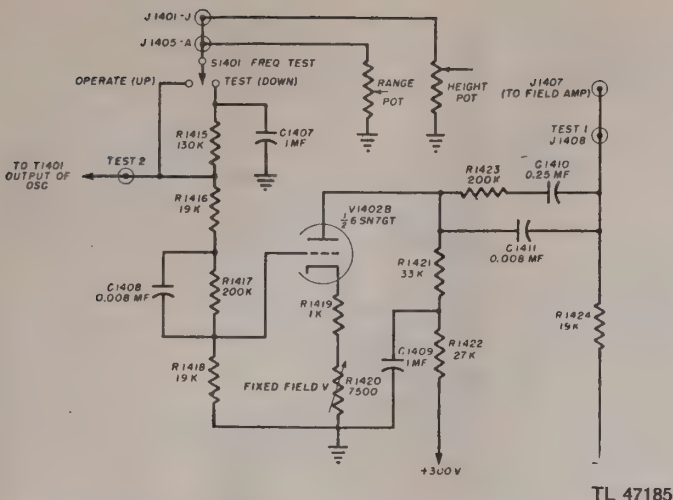 J1401-J
J1405-A
S1401 FREQ TEST
OPERATE (UP)
TEST (DOWN)
RANGE
POT
HEIGHT
POT
J1407
(TO FIELD AMP)
TEST 1
J1408
R1415
130K
C1407
1MF
TO T1401
OUTPUT OF
OSC
TEST 2
R1416
19K
V1402B
½ 6SN7GT
R1423
200K
C1410
0.25 MF
C1411
0.008 MF
C1408
0.008 MF
R1417
200K
R1419
1K
R1421
33K
R1424
19K
R1418
19K
FIXED FIELD V
R1420
7500
C1409
1MF
R1422
27K
+300V
TL 47185